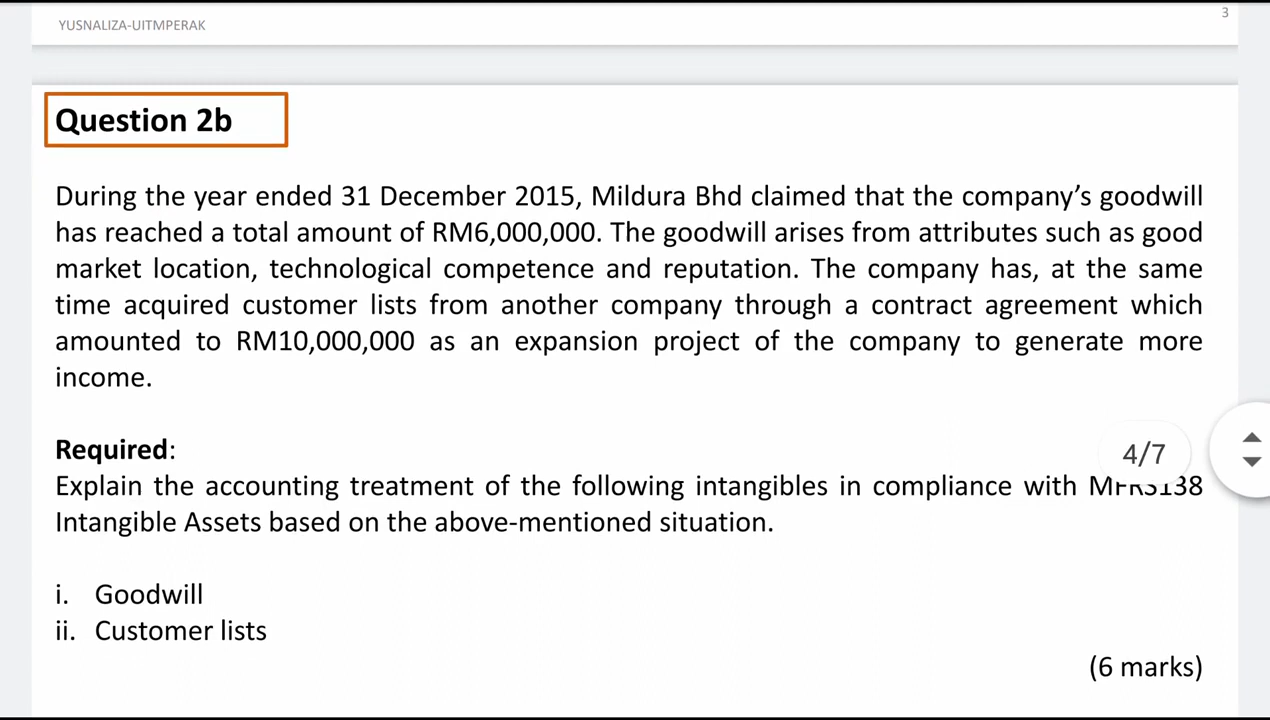 YUSNALIZA-UITMPERAK
3
Question 2b
During the year ended 31 December 2015, Mildura Bhd claimed that the company’s goodwill
has reached a total amount of RM6,000,000. The goodwill arises from attributes such as good
market location, technological competence and reputation. The company has, at the same
time acquired customer lists from another company through a contract agreement which
amounted to RM10,000,000 as an expansion project of the company to generate more
income.
Required:
4/7
Explain the accounting treatment of the following intangibles in compliance with MFRS138
Intangible Assets based on the above-mentioned situation.
i. Goodwill
ii. Customer lists
(6 marks)